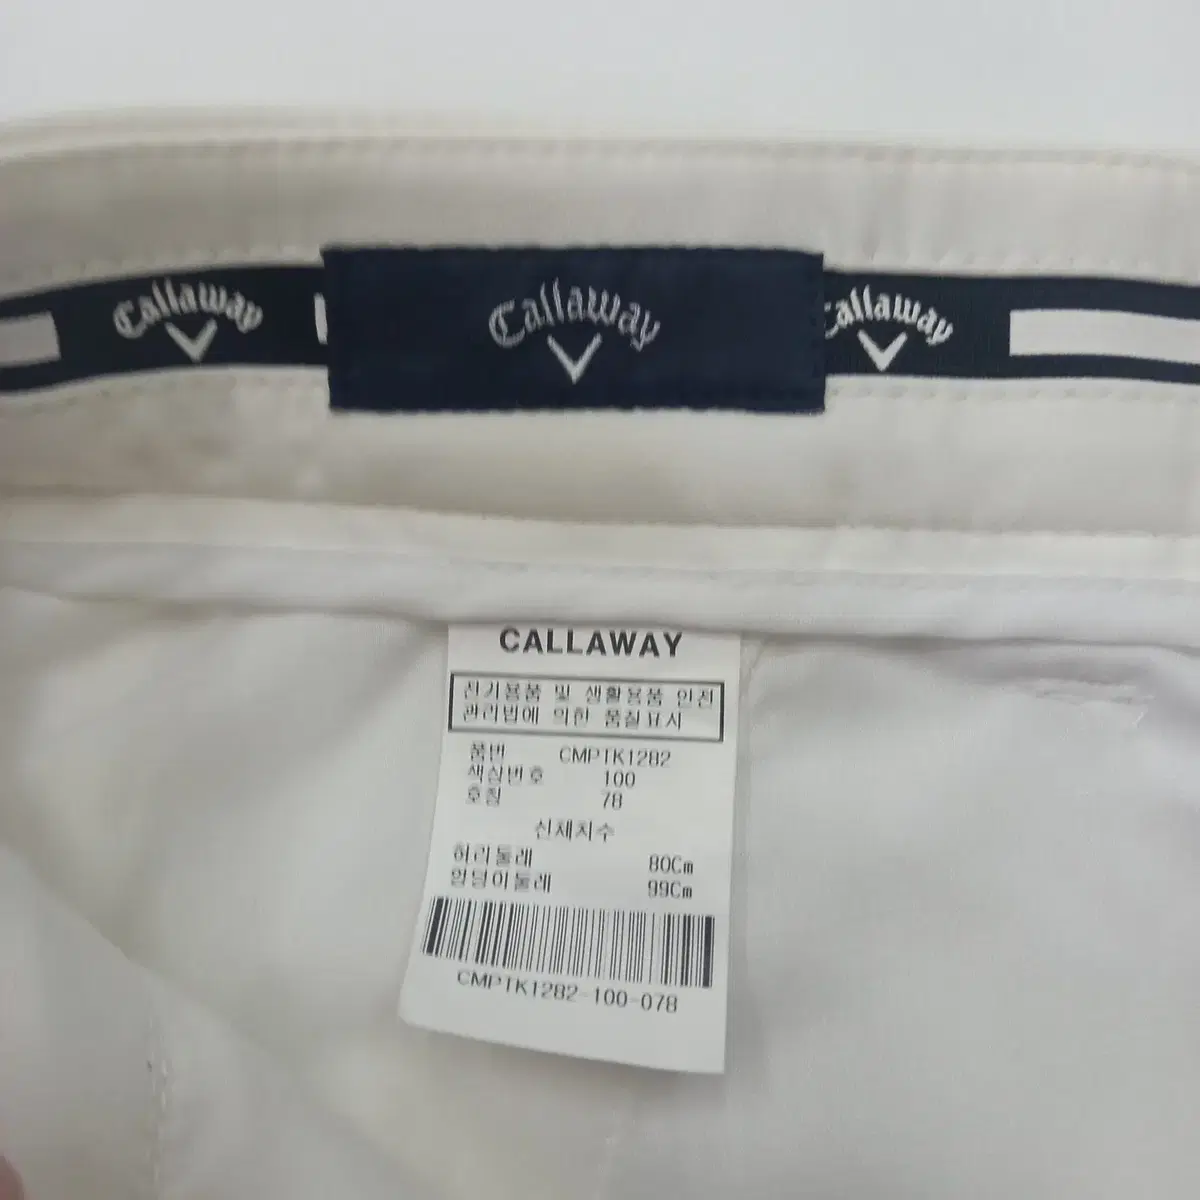 Callaway
Callaway
Callaway
CALLAWAY
전기용품 및 생활용품 안전
관리법에 의한 품질표시
품번 CMPTK1282
색상번호 100
호칭 78
신체치수
허리둘레 80Cm
엉덩이둘레 99Cm
CMPTK1282-100-078